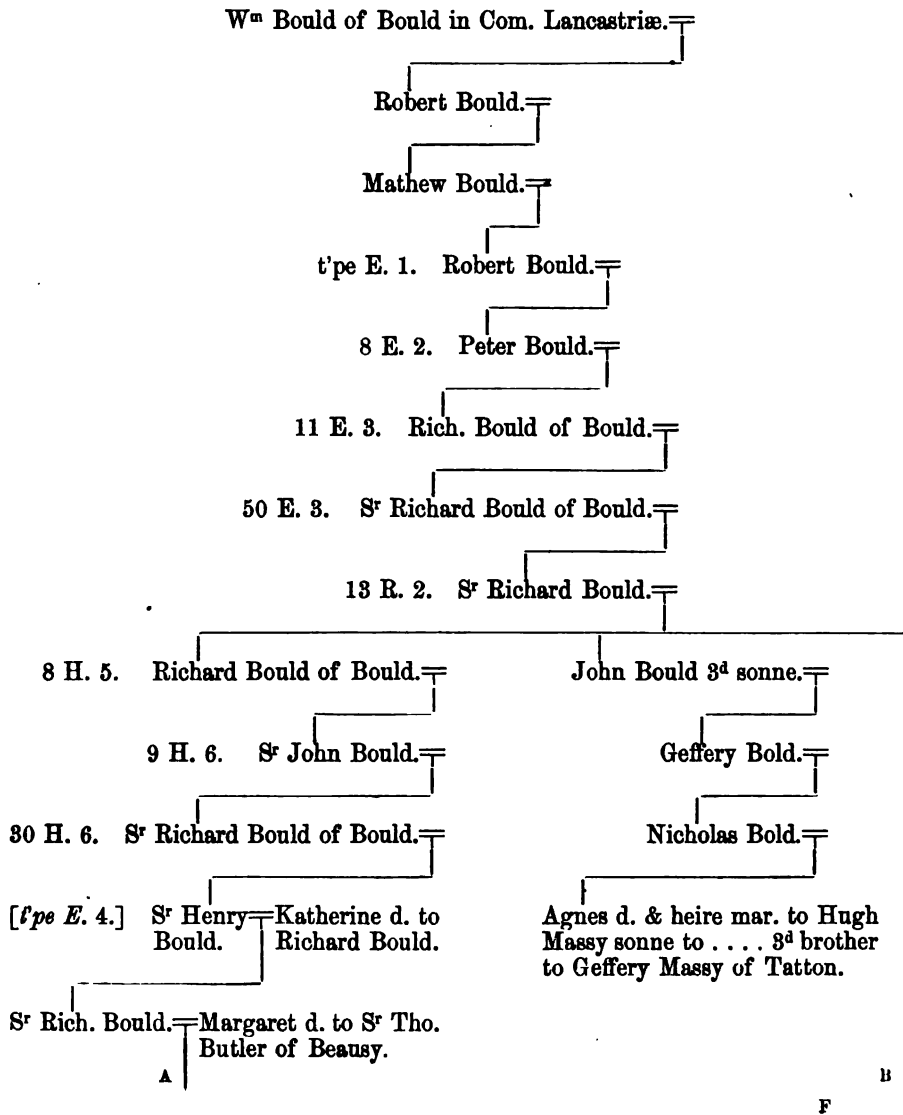 Wᵐ Bould of Bould in Com. Lancastriæ.
Robert Bould.
Mathew Bould.
t'pe E. 1. Robert Bould.
8 E. 2. Peter Bould.
11 E. 3. Rich. Bould of Bould.
50 E. 3. Sʳ Richard Bould of Bould.
13 R. 2. Sʳ Richard Bould.
8 H. 5. Richard Bould of Bould.
John Bould 3ᵈ sonne.
9 H. 6. Sʳ John Bould.
Geffery Bold.
30 H. 6. Sʳ Richard Bould of Bould.
Nicholas Bold.
[t'pe E. 4.] Sʳ Henry
Bould.
Katherine d. to
Richard Bould.
Agnes d. & heire mar. to Hugh
Massy sonne to . . . . 3ᵈ brother
to Geffery Massy of Tatton.
Sʳ Rich. Bould.
Margaret d. to Sʳ Tho.
Butler of Beausy.
A
B
F